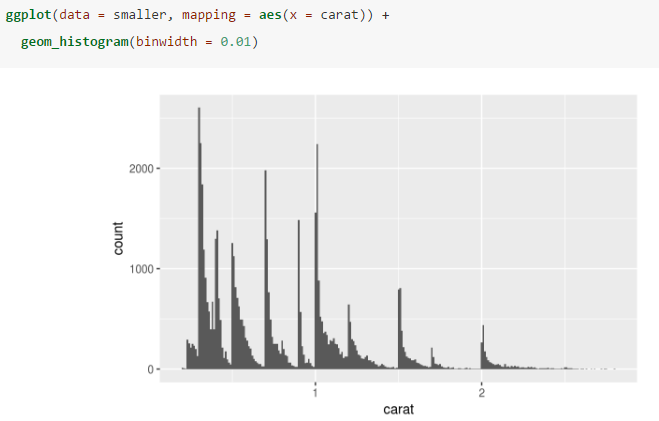 ggplot(data = smaller, mapping = aes(x = carat)) +
  geom_histogram(binwidth = 0.01)
2000
1000
0
count
1 2
carat